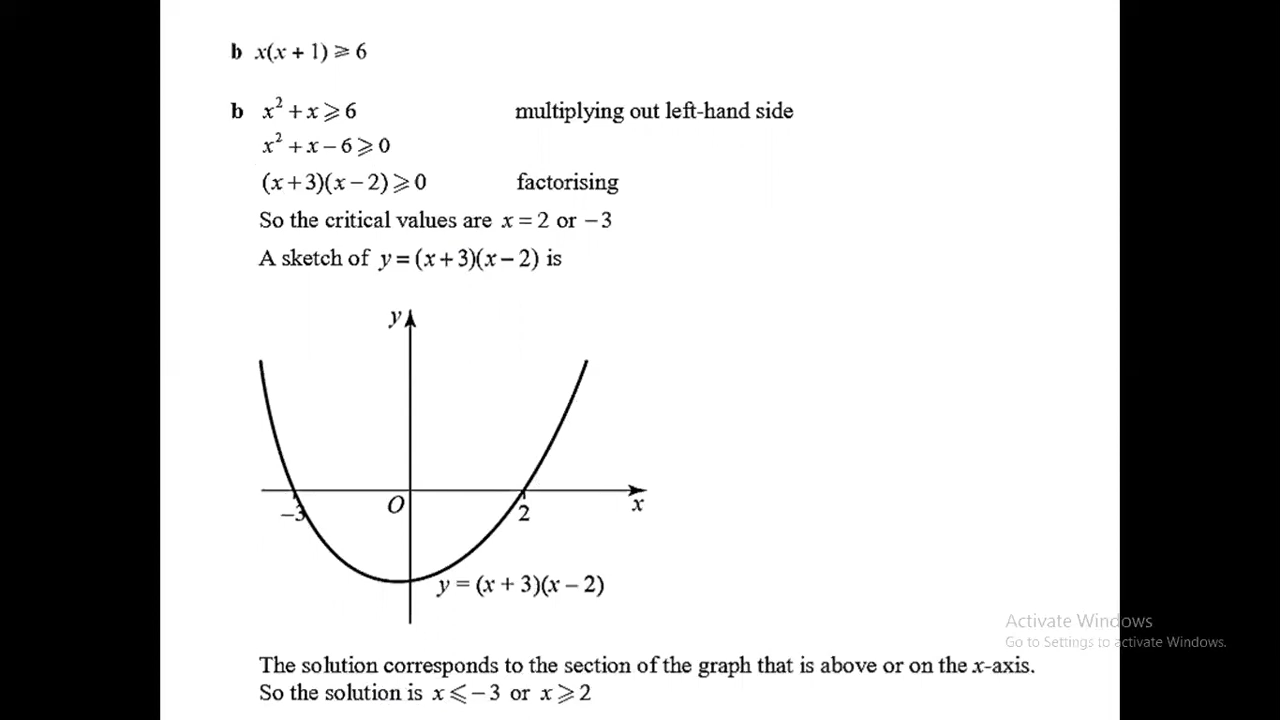 b x(x + 1) ⩾ 6
b x² + x ⩾ 6 multiplying out left-hand side
x² + x − 6 ⩾ 0
(x + 3)(x − 2) ⩾ 0 factorising
So the critical values are x = 2 or −3
A sketch of y = (x + 3)(x − 2) is
y
−3 O 2 x
y = (x + 3)(x − 2)
Activate Windows
Go to Settings to activate Windows.
The solution corresponds to the section of the graph that is above or on the x-axis.
So the solution is x ⩽ −3 or x ⩾ 2